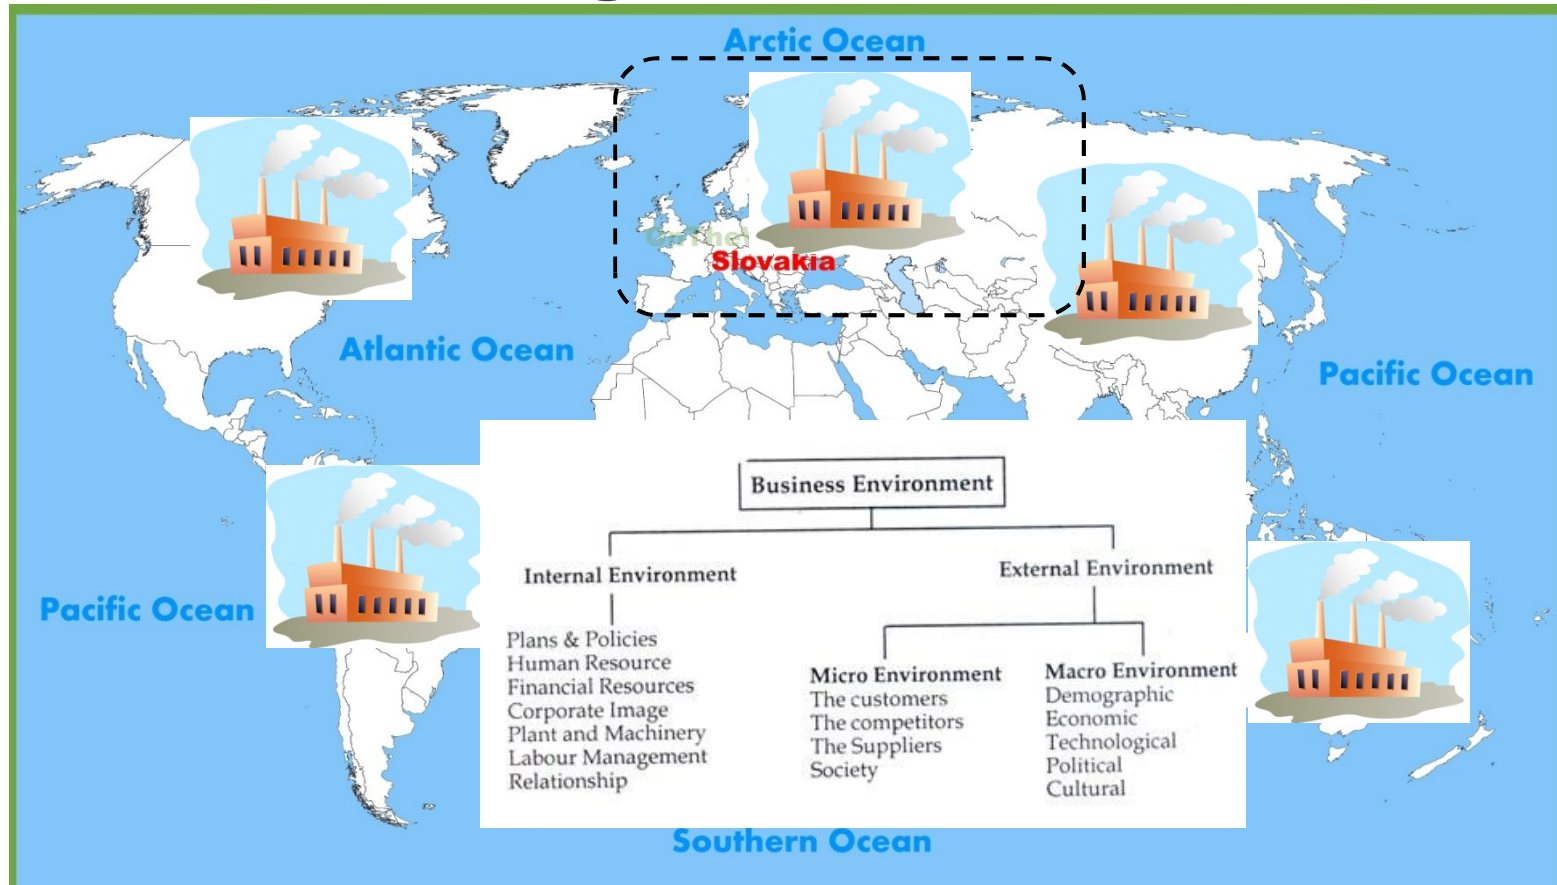 Arctic Ocean
Slovakia
Atlantic Ocean
Pacific Ocean
Pacific Ocean
Business Environment
Internal Environment
External Environment
Plans & Policies
Human Resource
Financial Resources
Corporate Image
Plant and Machinery
Labour Management
Relationship
Micro Environment
The customers
The competitors
The Suppliers
Society
Macro Environment
Demographic
Economic
Technological
Political
Cultural
Southern Ocean